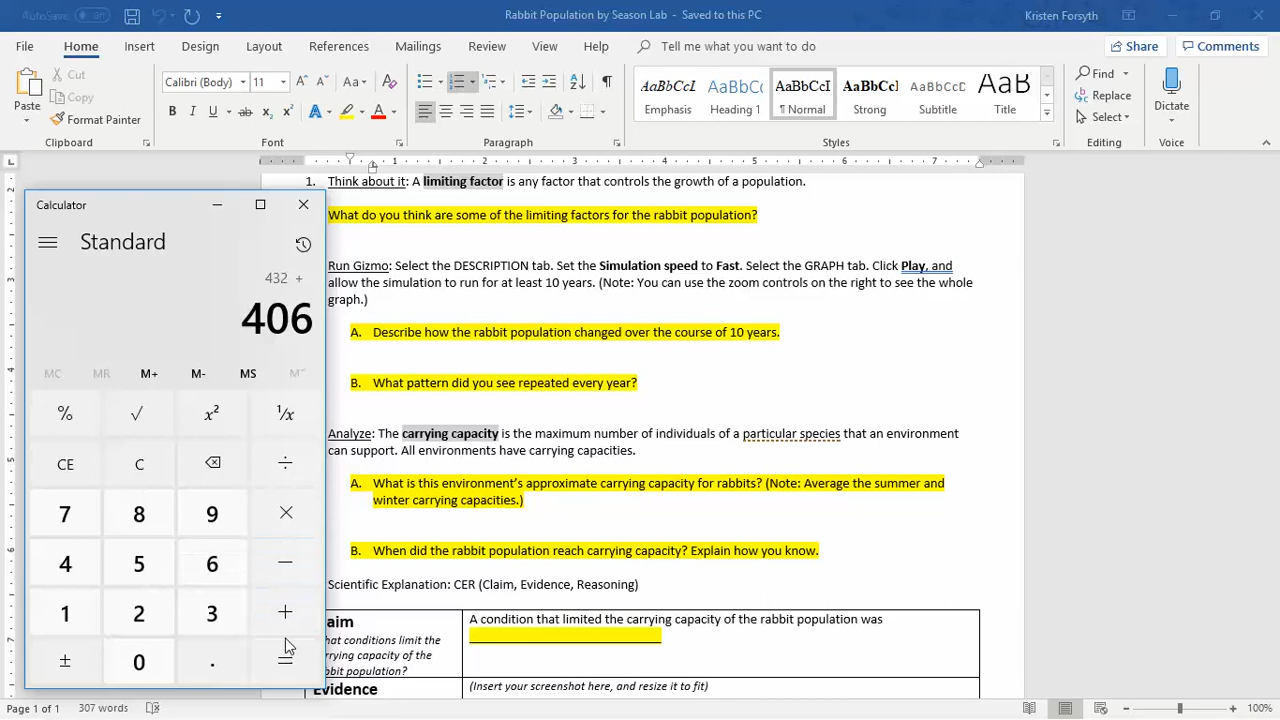 AutoSave Off
Rabbit Population by Season Lab - Saved to this PC
Kristen Forsyth
File Home Insert Design Layout References Mailings Review View Help Tell me what you want to do Share Comments
Paste Cut Copy Format Painter
Clipboard
Calibri (Body) 11
Font
Paragraph
AaBbCcI AaBbCc AaBbCcI AaBbCcI AaBbCcD AaB
Emphasis Heading 1 ¶ Normal Strong Subtitle Title
Styles
Find Replace Select
Editing
Dictate
Voice
1 2 3 4 5 6 7
Calculator
Standard
432 +
406
MC MR M+ M- MS M˅
% √ x² ¹/x
CE C ÷
7 8 9 ×
4 5 6 −
1 2 3 +
± 0 . =
1. Think about it: A limiting factor is any factor that controls the growth of a population.
What do you think are some of the limiting factors for the rabbit population?
Run Gizmo: Select the DESCRIPTION tab. Set the Simulation speed to Fast. Select the GRAPH tab. Click Play, and
allow the simulation to run for at least 10 years. (Note: You can use the zoom controls on the right to see the whole
graph.)
A. Describe how the rabbit population changed over the course of 10 years.
B. What pattern did you see repeated every year?
Analyze: The carrying capacity is the maximum number of individuals of a particular species that an environment
can support. All environments have carrying capacities.
A. What is this environment's approximate carrying capacity for rabbits? (Note: Average the summer and
winter carrying capacities.)
B. When did the rabbit population reach carrying capacity? Explain how you know.
Scientific Explanation: CER (Claim, Evidence, Reasoning)
aim
hat conditions limit the
rrying capacity of the
bbit population?
A condition that limited the carrying capacity of the rabbit population was
Evidence
(Insert your screenshot here, and resize it to fit)
Page 1 of 1 307 words
100%